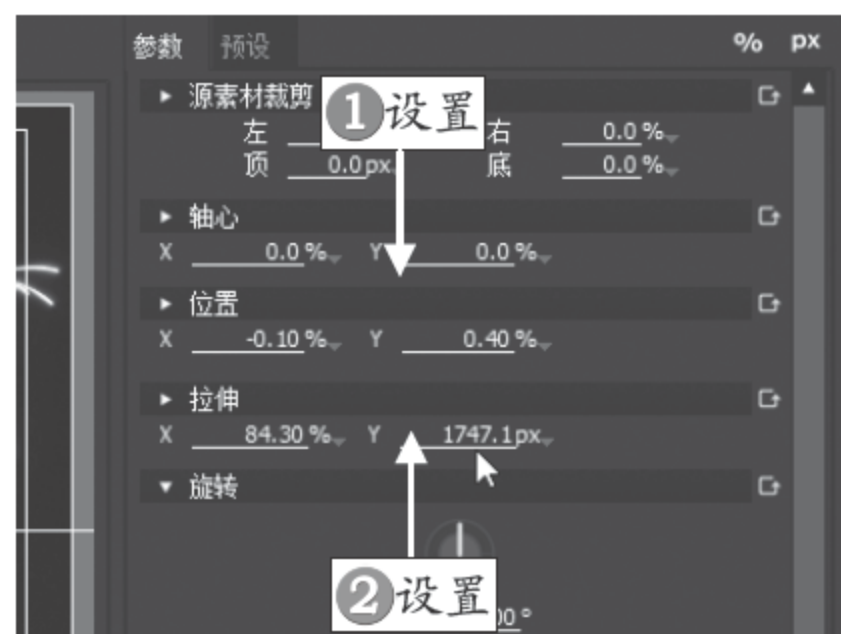 参数 预设 % px
源素材裁剪
①设置
左 右 0.0 %
顶 0.0 px 底 0.0 %
轴心
X 0.0 % Y 0.0 %
位置
X -0.10 % Y 0.40 %
拉伸
X 84.30 % Y 1747.1 px
旋转
②设置